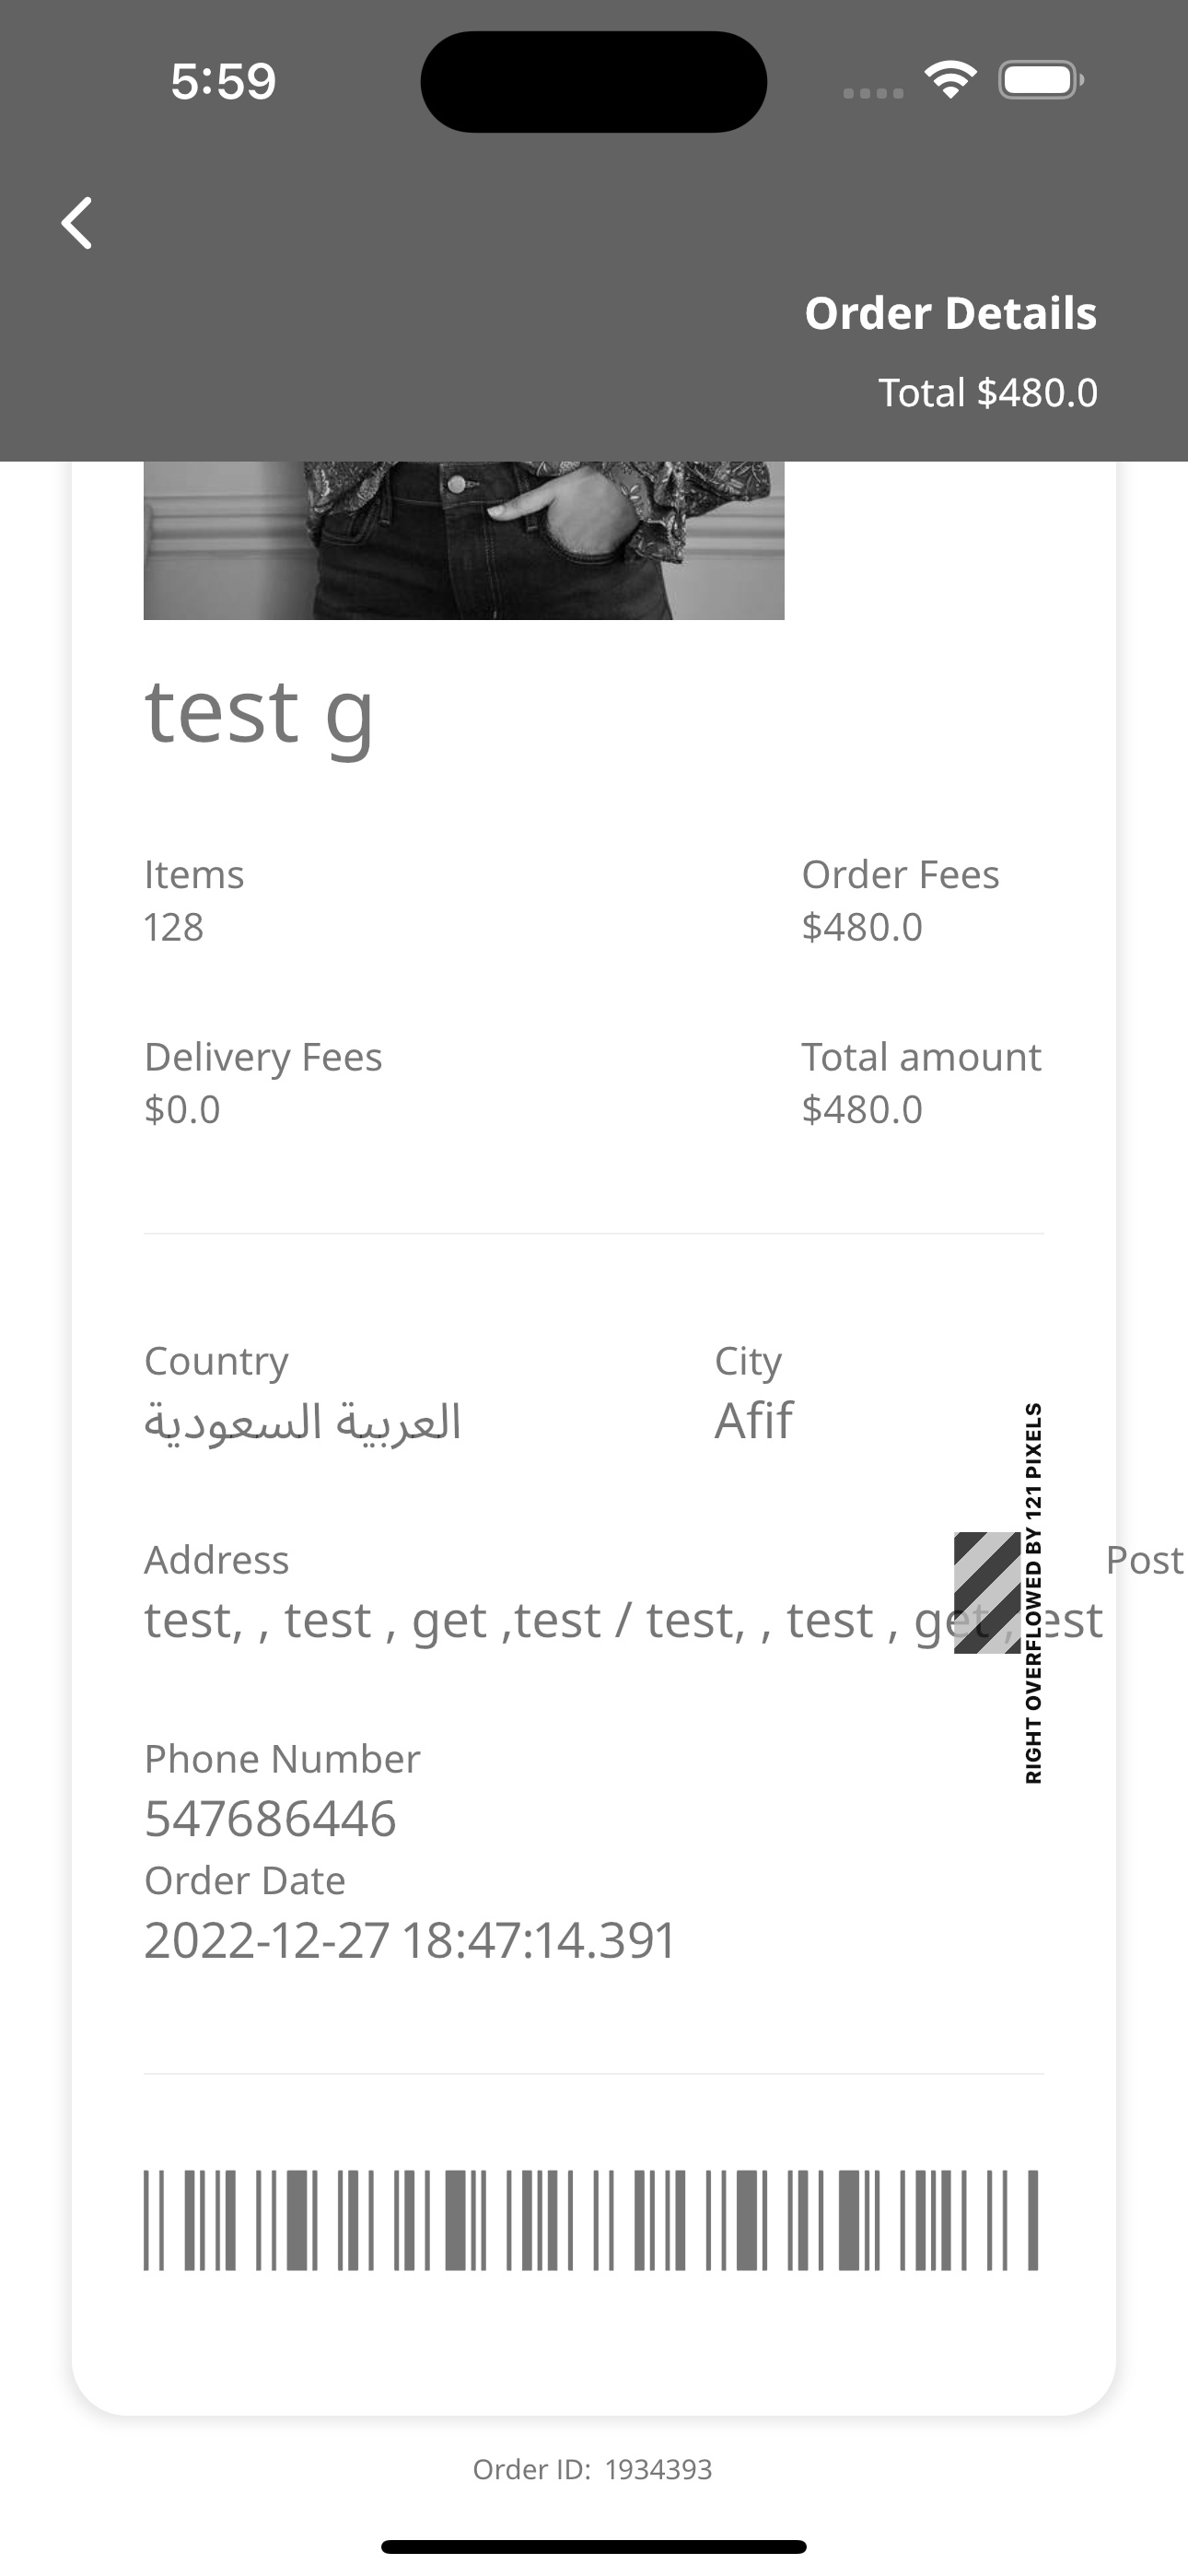 5:59
Order Details
Total $480.0
test g
Items
Order Fees
128
$480.0
Delivery Fees
Total amount
$0.0
$480.0
Country
City
العربية السعودية
Afif
Address
Post
test, , test , get ,test / test, , test , get , est
RIGHT OVERFLOWED BY 121 PIXELS
Phone Number
547686446
Order Date
2022-12-27 18:47:14.391
Order ID: 1934393